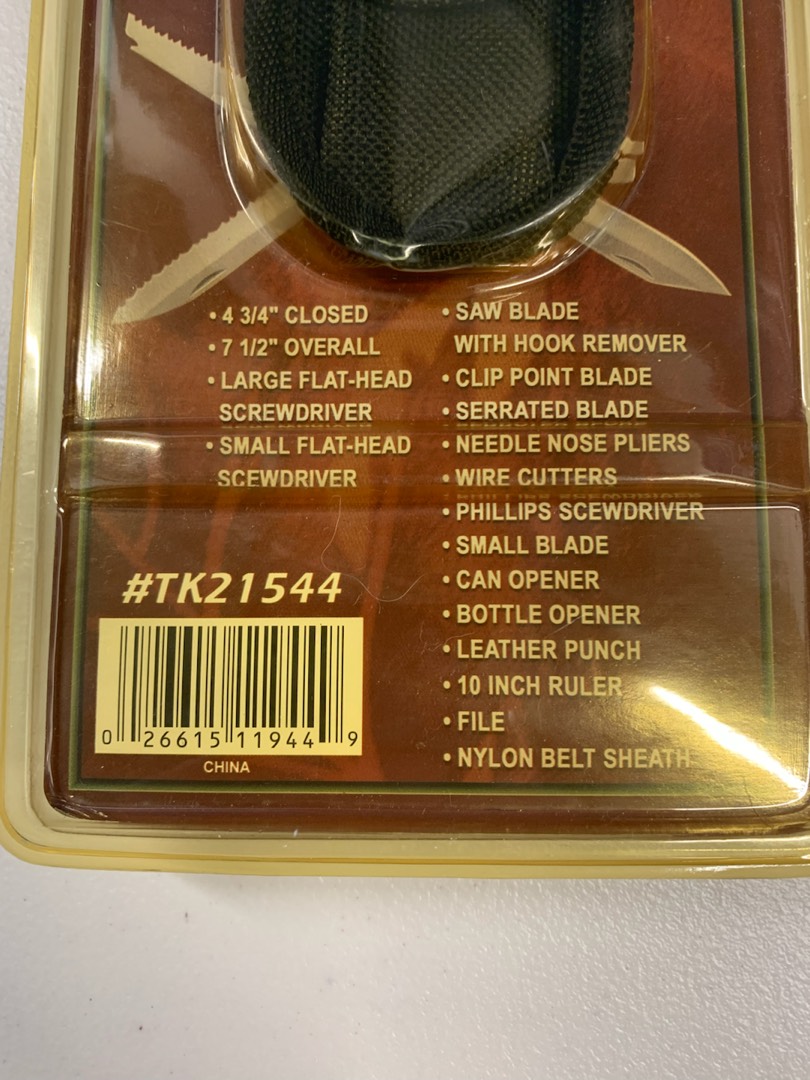 • 4 3/4" CLOSED
• 7 1/2" OVERALL
• LARGE FLAT-HEAD
SCREWDRIVER
• SMALL FLAT-HEAD
SCEWDRIVER
• SAW BLADE
WITH HOOK REMOVER
• CLIP POINT BLADE
• SERRATED BLADE
• NEEDLE NOSE PLIERS
• WIRE CUTTERS
• PHILLIPS SCEWDRIVER
• SMALL BLADE
• CAN OPENER
• BOTTLE OPENER
• LEATHER PUNCH
• 10 INCH RULER
• FILE
• NYLON BELT SHEATH
#TK21544
0 26615 11944 9
CHINA